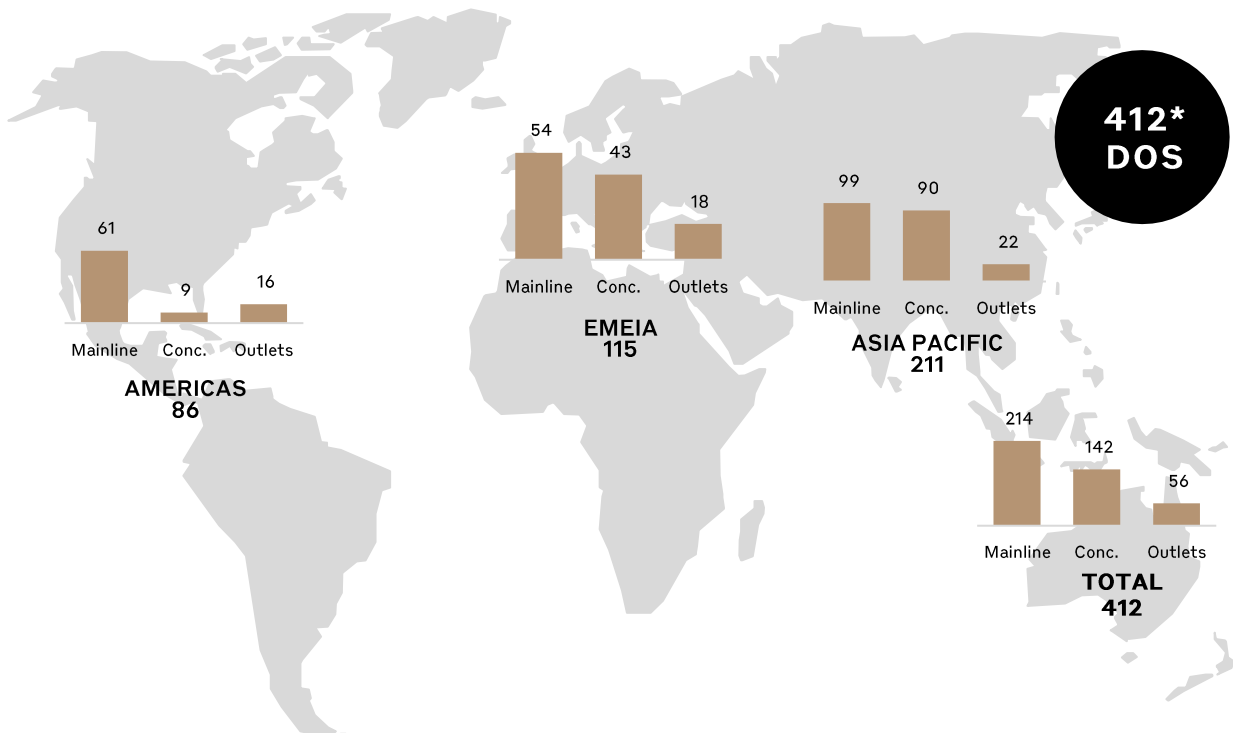 412*
DOS
54
43
18
Mainline Conc. Outlets
EMEIA
115
99
90
22
Mainline Conc. Outlets
ASIA PACIFIC
211
61
9
16
Mainline Conc. Outlets
AMERICAS
86
214
142
56
Mainline Conc. Outlets
TOTAL
412